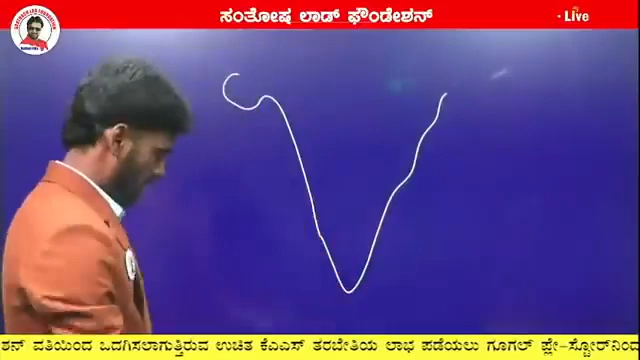 ಸಂತೋಷ ಲಾಡ್ ಫೌಂಡೇಶನ್
Live
ಶನ್ ವತಿಯಿಂದ ಒದಗಿಸಲಾಗುತ್ತಿರುವ ಉಚಿತ ಕೆಎಎಸ್ ತರಬೇತಿಯ ಲಾಭ ಪಡೆಯಲು ಗೂಗಲ್ ಪ್ಲೇ-ಸ್ಟೋರ್‌ನಿಂದ